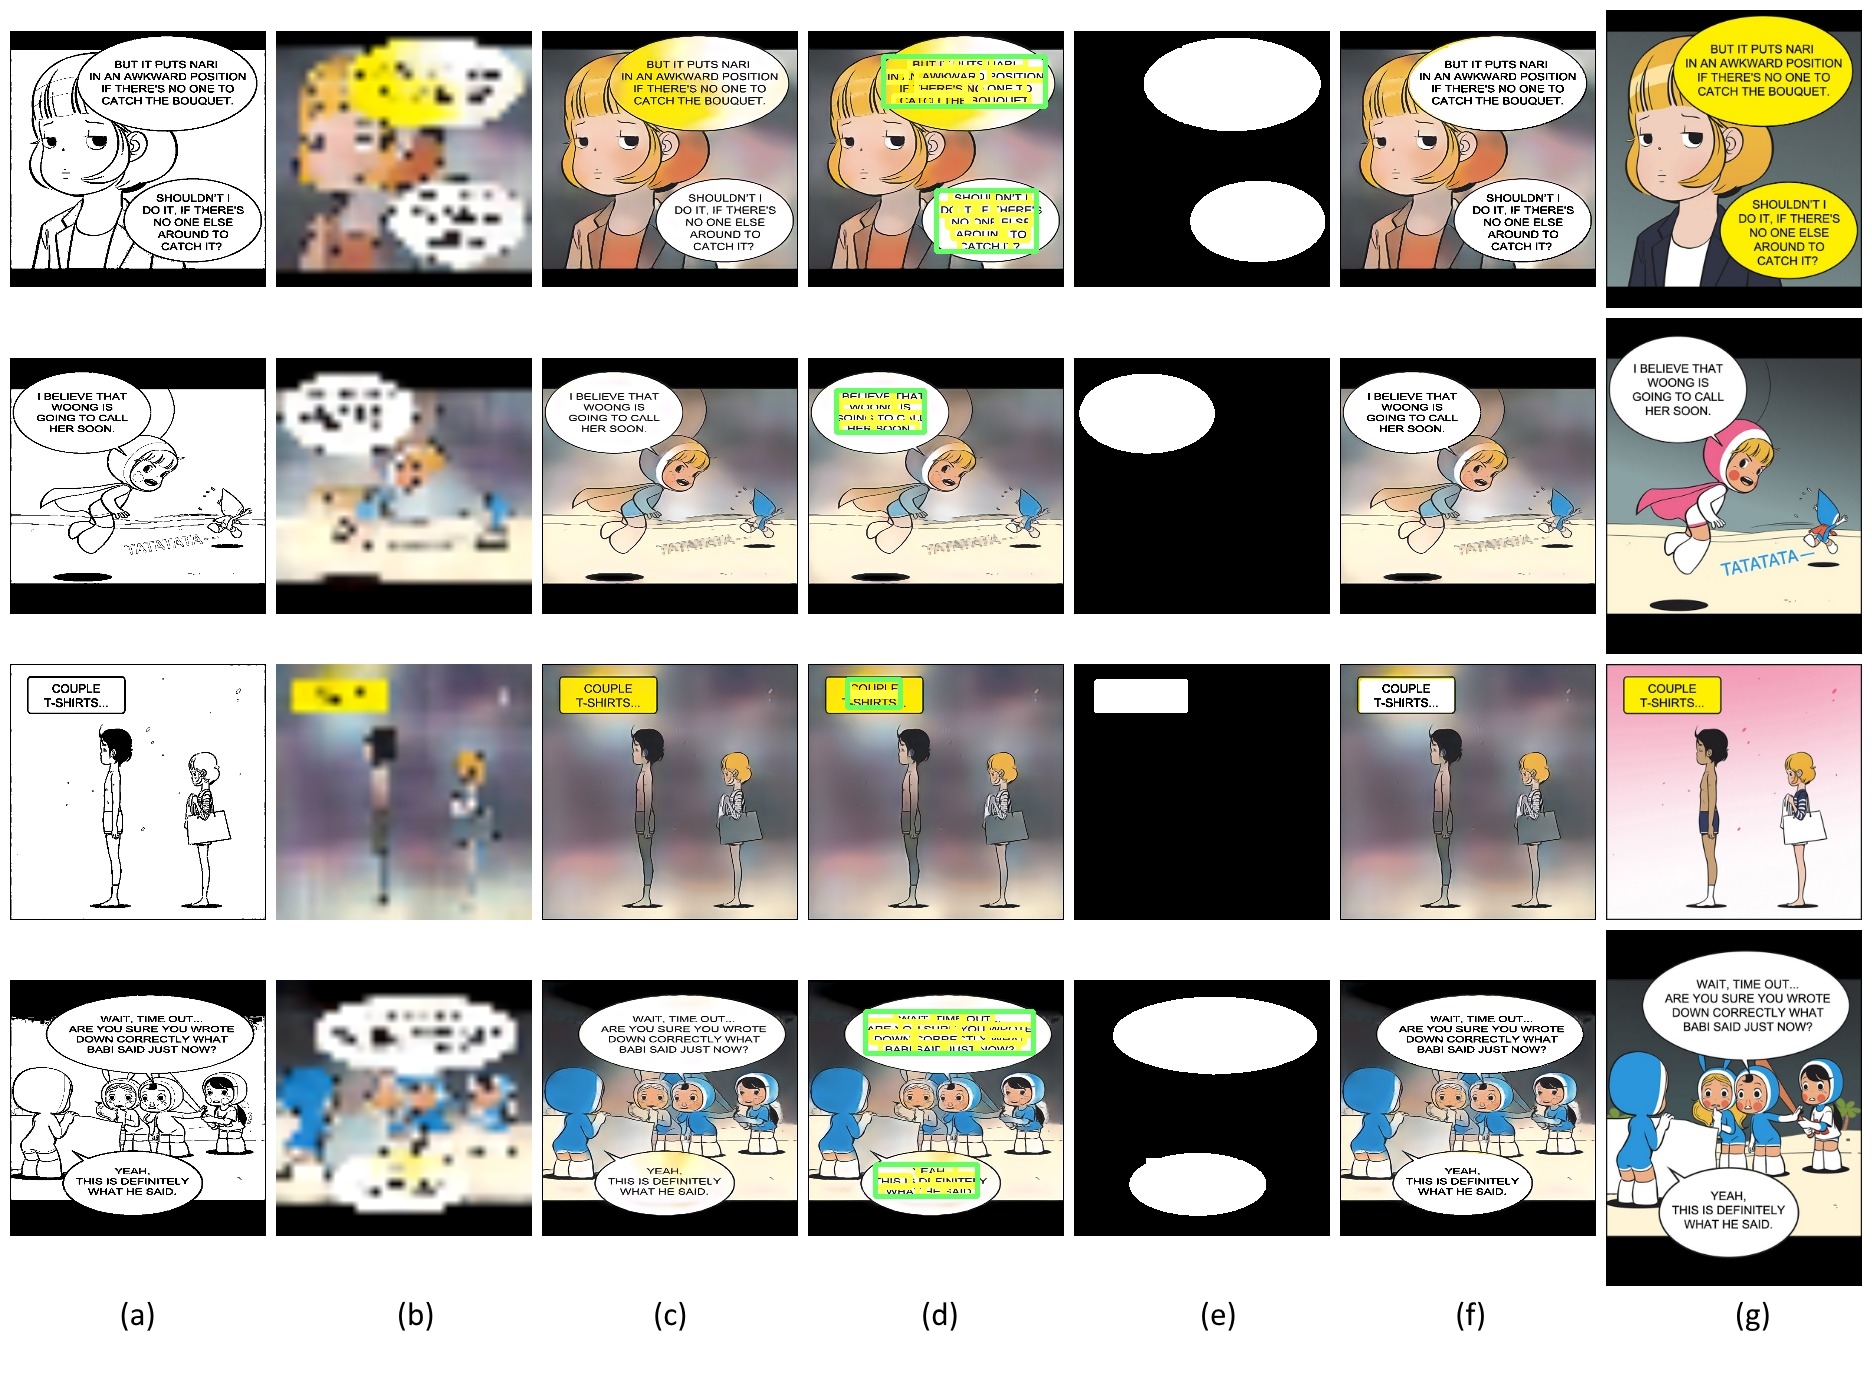 BUT IT PUTS NARI
IN AN AWKWARD POSITION
IF THERE'S NO ONE TO
CATCH THE BOUQUET.
SHOULDN'T I
DO IT, IF THERE'S
NO ONE ELSE
AROUND TO
CATCH IT?
BUT IT PUTS NARI
IN AN AWKWARD POSITION
IF THERE'S NO ONE TO
CATCH THE BOUQUET.
SHOULDN'T I
DO IT, IF THERE'S
NO ONE ELSE
AROUND TO
CATCH IT?
BUT IT PUTS NARI
IN AN AWKWARD POSITION
IF THERE'S NO ONE TO
CATCH THE BOUQUET.
SHOULDN'T I
DO IT, IF THERE'S
NO ONE ELSE
AROUND TO
CATCH IT?
BUT IT PUTS NARI
IN AN AWKWARD POSITION
IF THERE'S NO ONE TO
CATCH THE BOUQUET.
SHOULDN'T I
DO IT, IF THERE'S
NO ONE ELSE
AROUND TO
CATCH IT?
I BELIEVE THAT
WOONG IS
GOING TO CALL
HER SOON.
TATATATA—
I BELIEVE THAT
WOONG IS
GOING TO CALL
HER SOON.
TATATATA—
TATATATA—
I BELIEVE THAT
WOONG IS
GOING TO CALL
HER SOON.
TATATATA—
I BELIEVE THAT
WOONG IS
GOING TO CALL
HER SOON.
TATATATA—
COUPLE
T-SHIRTS...
COUPLE
T-SHIRTS...
COUPLE
T-SHIRTS...
COUPLE
T-SHIRTS...
WAIT, TIME OUT...
ARE YOU SURE YOU WROTE
DOWN CORRECTLY WHAT
BABI SAID JUST NOW?
YEAH,
THIS IS DEFINITELY
WHAT HE SAID.
WAIT, TIME OUT...
ARE YOU SURE YOU WROTE
DOWN CORRECTLY WHAT
BABI SAID JUST NOW?
YEAH,
THIS IS DEFINITELY
WHAT HE SAID.
WAIT, TIME OUT...
ARE YOU SURE YOU WROTE
DOWN CORRECTLY WHAT
BABI SAID JUST NOW?
YEAH,
THIS IS DEFINITELY
WHAT HE SAID.
WAIT, TIME OUT...
ARE YOU SURE YOU WROTE
DOWN CORRECTLY WHAT
BABI SAID JUST NOW?
YEAH,
THIS IS DEFINITELY
WHAT HE SAID.
(a) (b) (c) (d) (e) (f) (g)